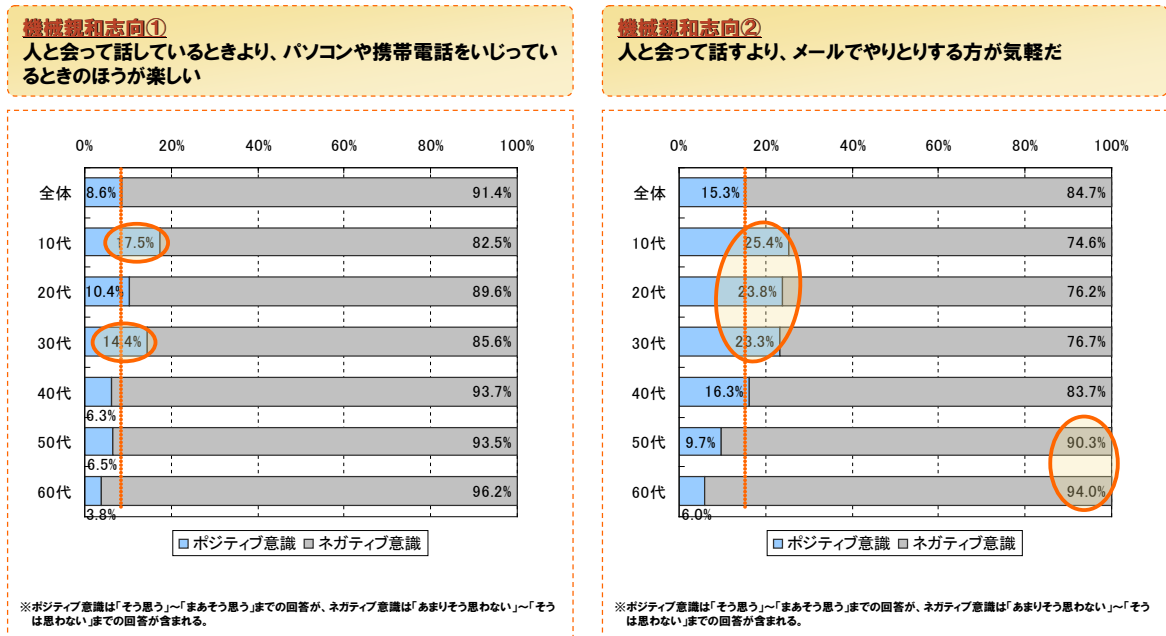 機械親和志向①
人と会って話しているときより、パソコンや携帯電話をいじってい
るときのほうが楽しい
0% 20% 40% 60% 80% 100%
全体 8.6% 91.4%
10代 17.5% 82.5%
20代 10.4% 89.6%
30代 14.4% 85.6%
40代 6.3% 93.7%
50代 6.5% 93.5%
60代 3.8% 96.2%
ポジティブ意識 ネガティブ意識
※ポジティブ意識は「そう思う」～「まあそう思う」までの回答が、ネガティブ意識は「あまりそう思わない」～「そう
は思わない」までの回答が含まれる。
機械親和志向②
人と会って話すより、メールでやりとりする方が気軽だ
0% 20% 40% 60% 80% 100%
全体 15.3% 84.7%
10代 25.4% 74.6%
20代 23.8% 76.2%
30代 23.3% 76.7%
40代 16.3% 83.7%
50代 9.7% 90.3%
60代 6.0% 94.0%
ポジティブ意識 ネガティブ意識
※ポジティブ意識は「そう思う」～「まあそう思う」までの回答が、ネガティブ意識は「あまりそう思わない」～「そう
は思わない」までの回答が含まれる。